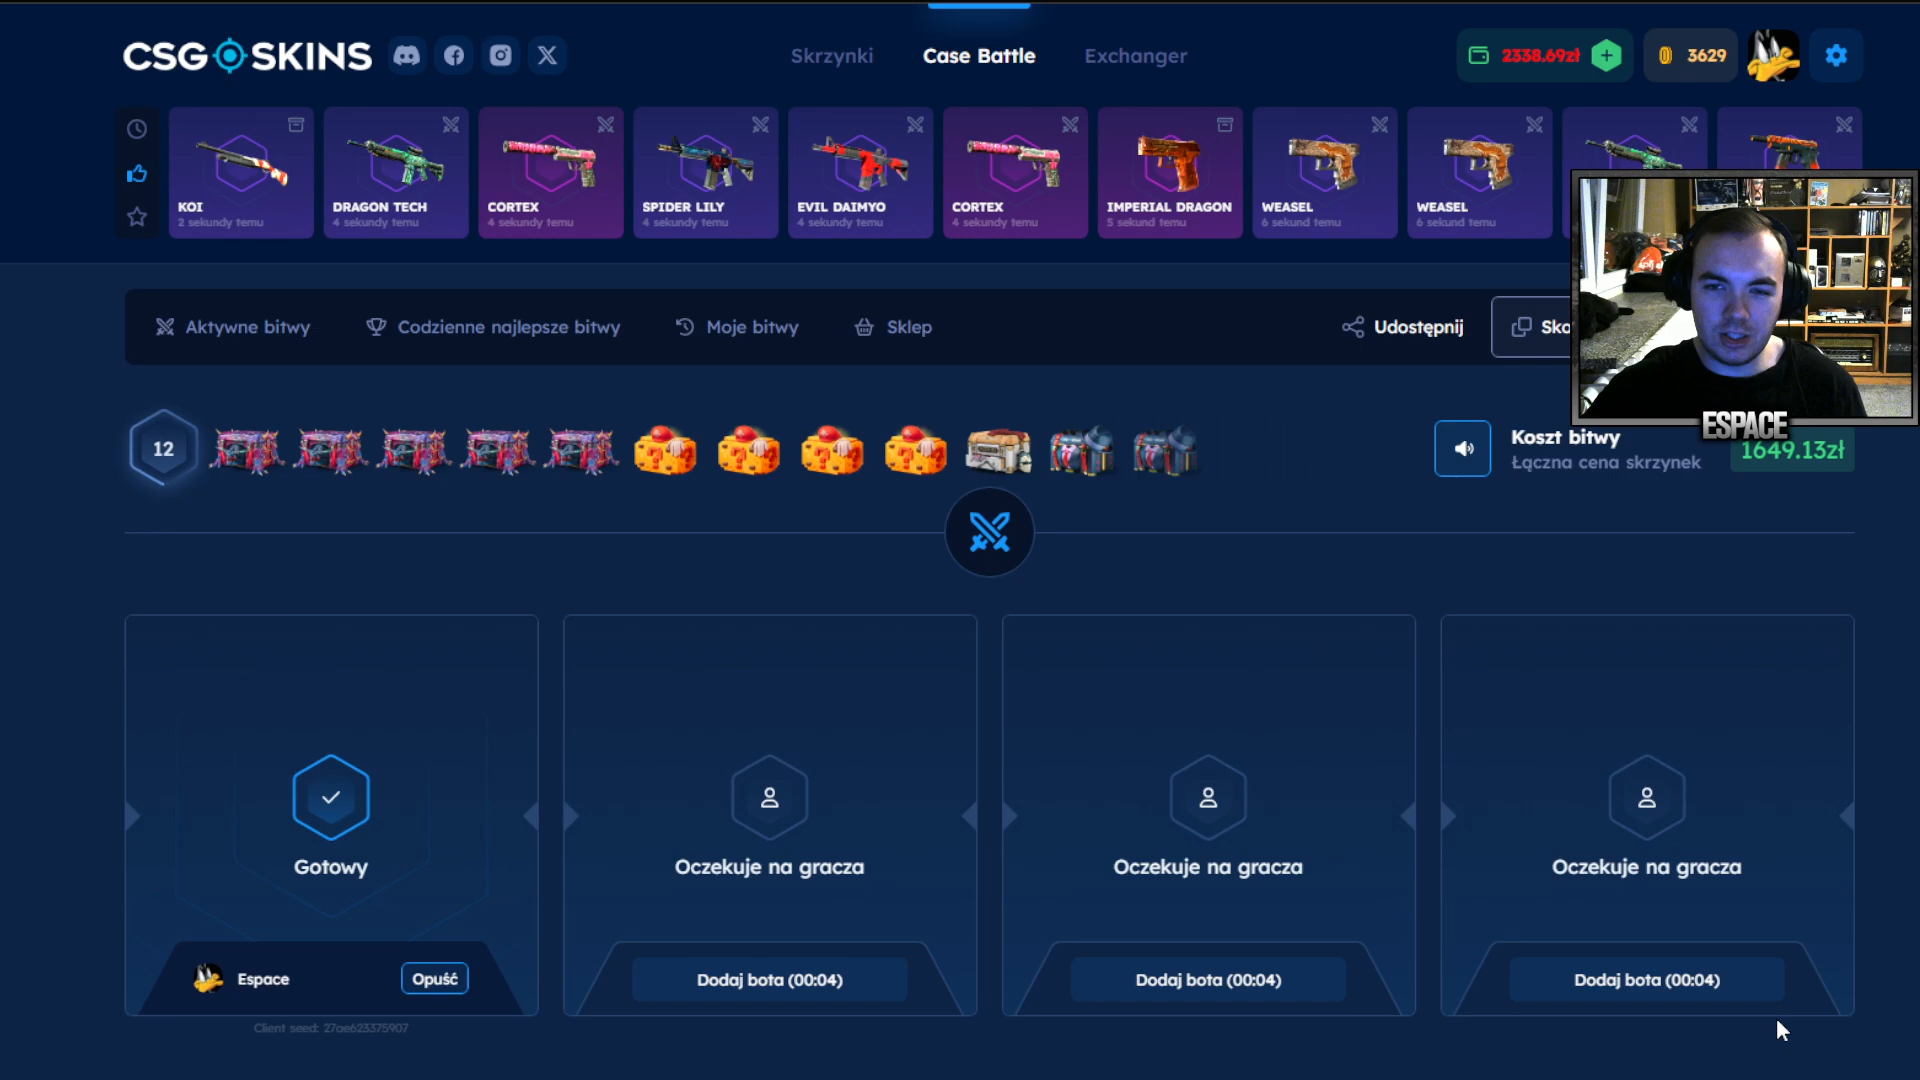 CSGOSKINS
Skrzynki
Case Battle
Exchanger
2338.69zł
3629
KOI
2 sekundy temu
DRAGON TECH
4 sekundy temu
CORTEX
4 sekundy temu
SPIDER LILY
4 sekundy temu
EVIL DAIMYO
4 sekundy temu
CORTEX
4 sekundy temu
IMPERIAL DRAGON
5 sekund temu
WEASEL
6 sekund temu
WEASEL
6 sekund temu
Aktywne bitwy
Codzienne najlepsze bitwy
Moje bitwy
Sklep
Udostępnij
ESPACE
12
Koszt bitwy
Łączna cena skrzynek
1649.13zł
Gotowy
Oczekuje na gracza
Oczekuje na gracza
Oczekuje na gracza
Espace
Opuść
Dodaj bota (00:04)
Dodaj bota (00:04)
Dodaj bota (00:04)
Client seed: 27ae623375907